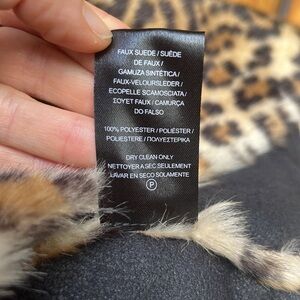 FAUX SUEDE / SUÈDE
DE FAUX /
GAMUZA SINTÉTICA /
FAUX-VELOURSLEDER /
ECOPELLE SCAMOSCIATA /
ΣΟΥΕΤ FAUX / CAMURÇA
DO FALSO
100% POLYESTER / POLIÉSTER /
POLIESTERE / ΠΟΛΥΕΣΤΕΡΙΚΑ
DRY CLEAN ONLY
NETTOYER A SEC SEULEMENT
LAVAR EN SECO SOLAMENTE
P